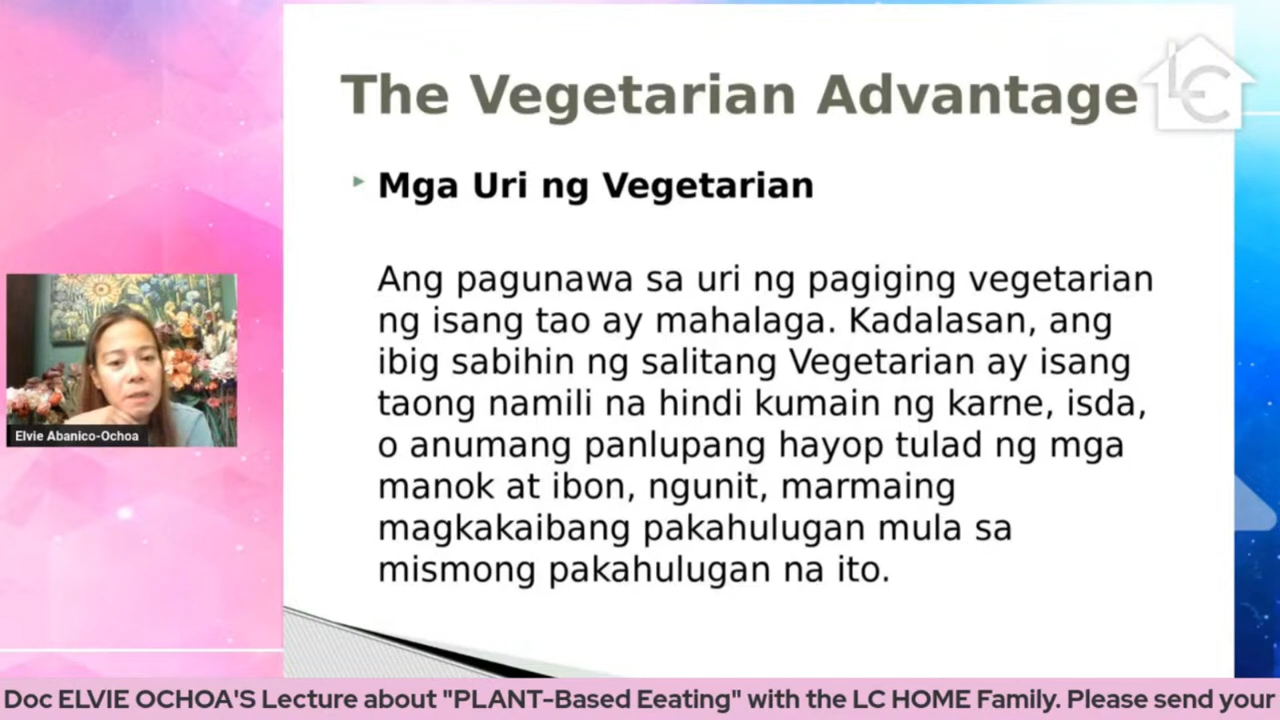 The Vegetarian Advantage
LC
Mga Uri ng Vegetarian
Ang pagunawa sa uri ng pagiging vegetarian
ng isang tao ay mahalaga. Kadalasan, ang
ibig sabihin ng salitang Vegetarian ay isang
taong namili na hindi kumain ng karne, isda,
o anumang panlupang hayop tulad ng mga
manok at ibon, ngunit, marmaing
magkakaibang pakahulugan mula sa
mismong pakahulugan na ito.
Elvie Abanico-Ochoa
Doc ELVIE OCHOA'S Lecture about "PLANT-Based Eeating" with the LC HOME Family. Please send your